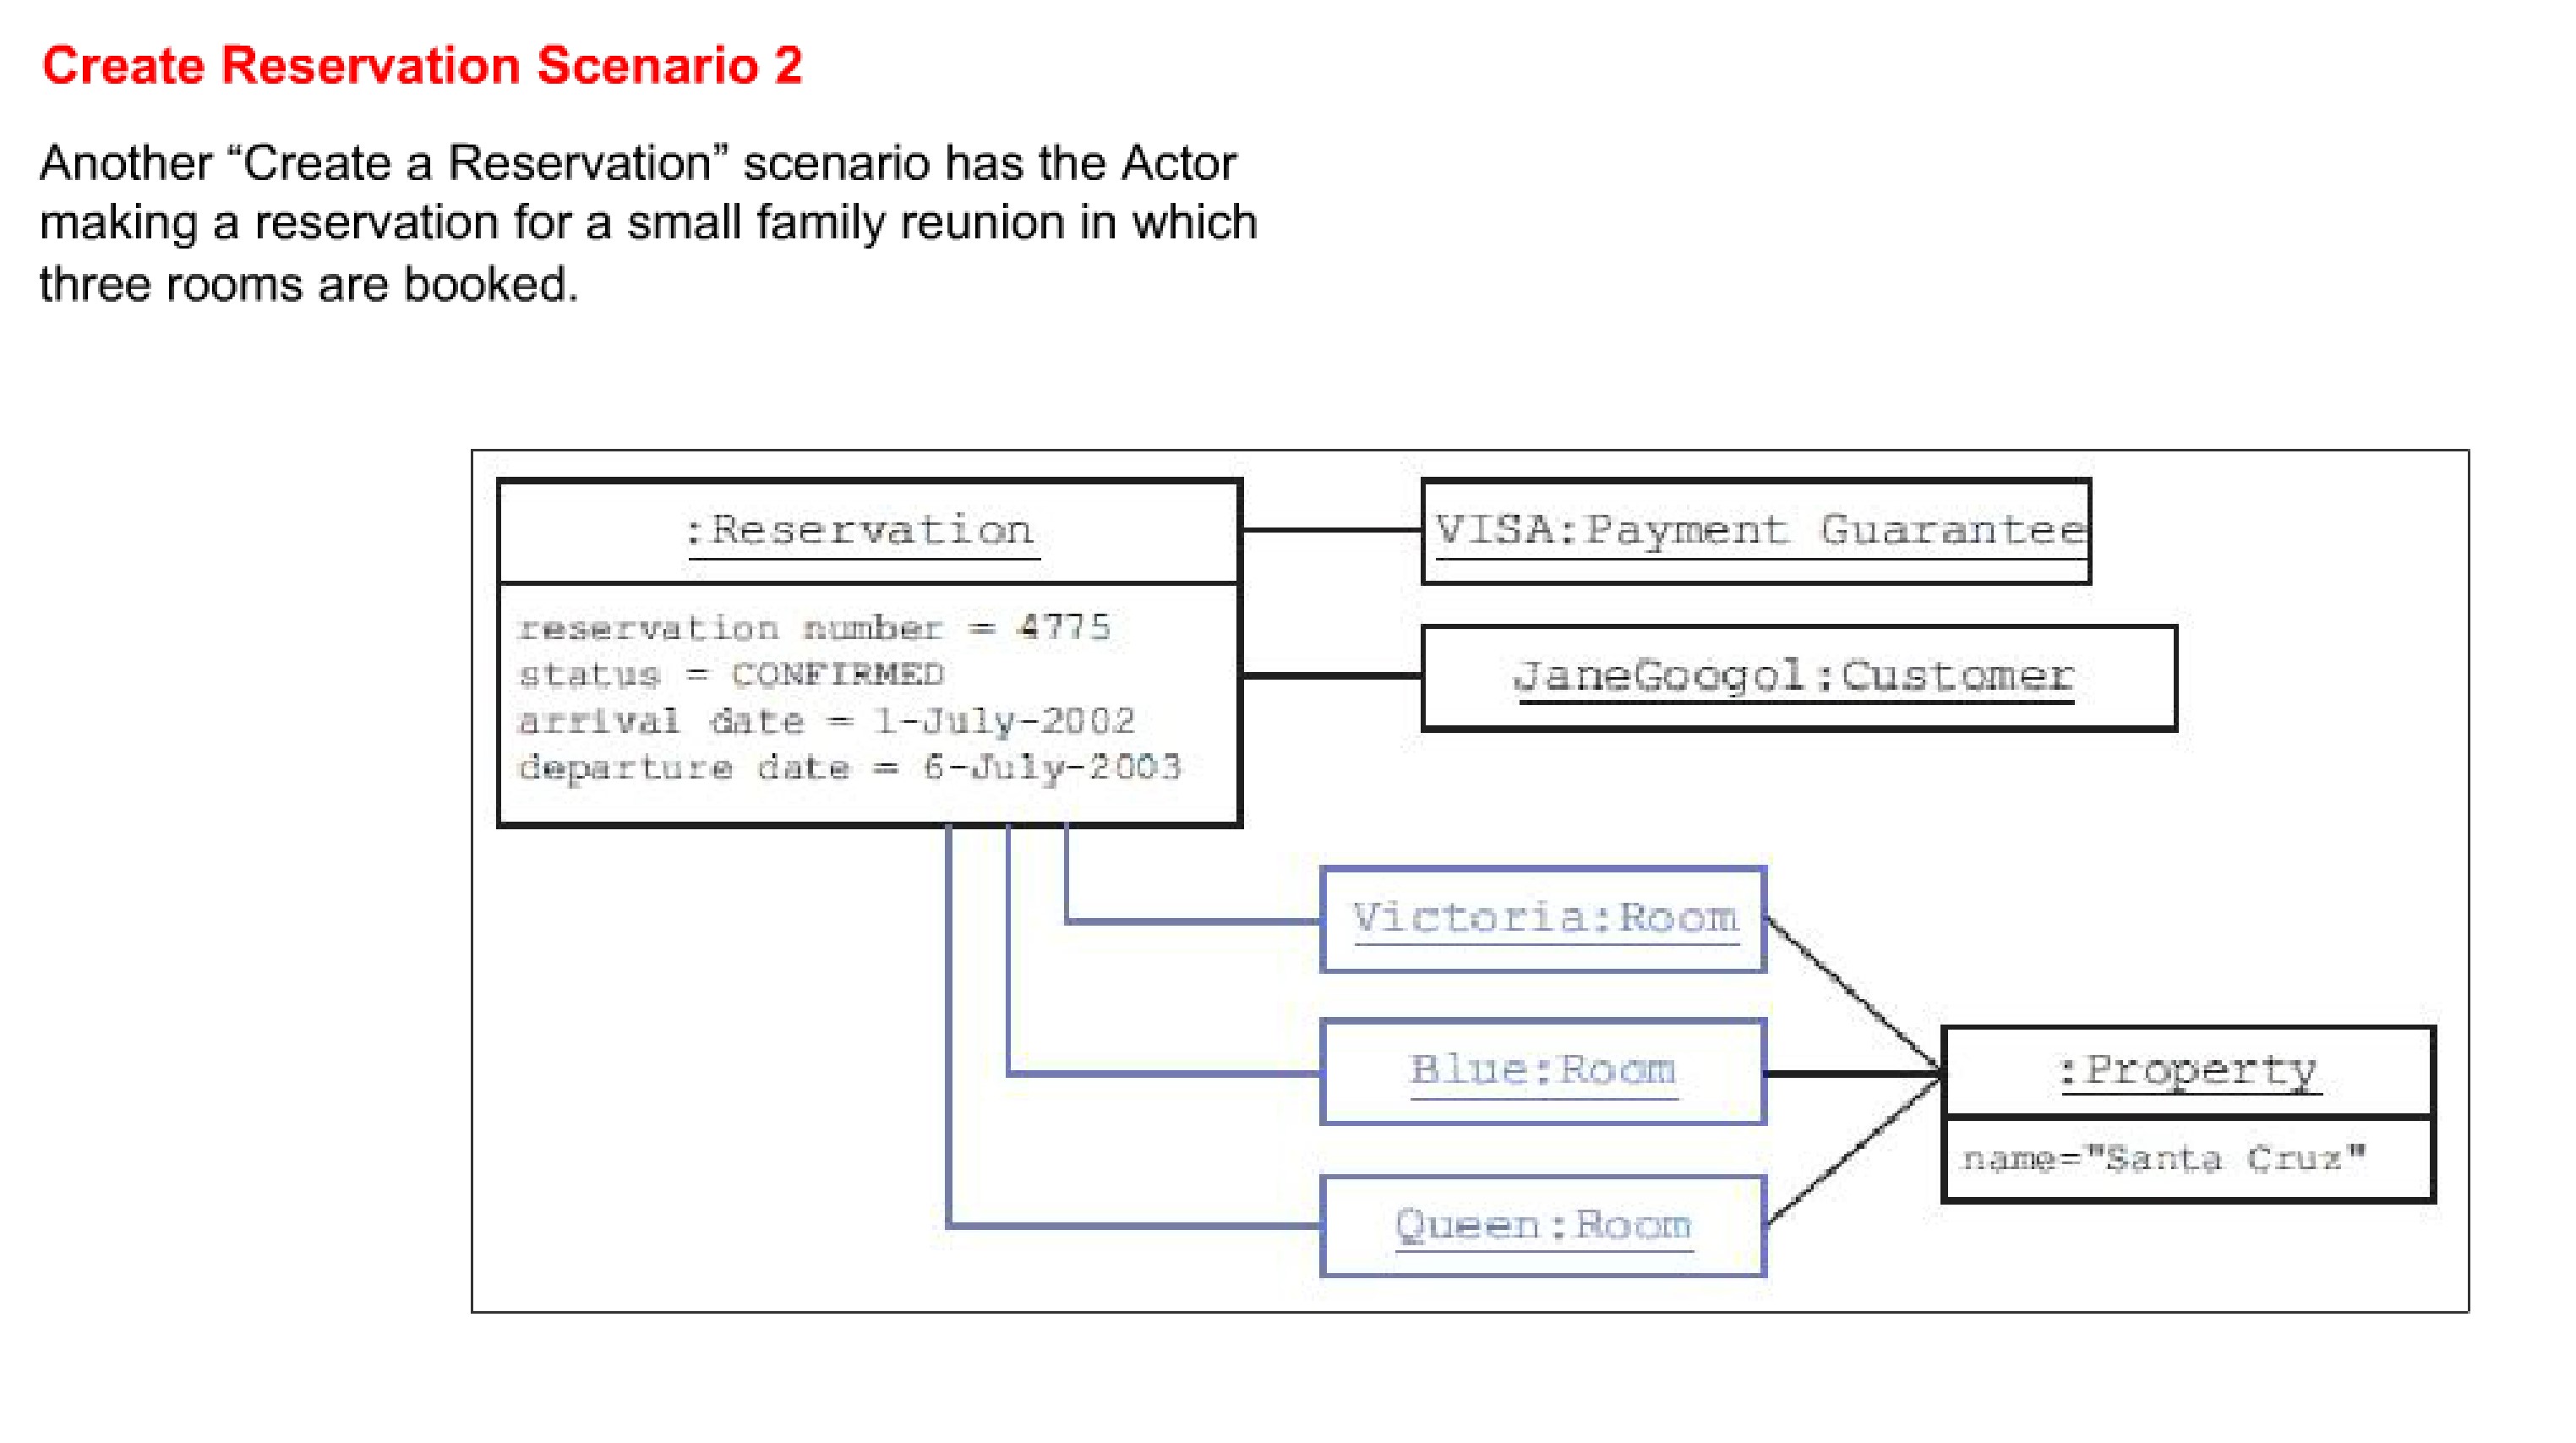 Create Reservation Scenario 2
Another “Create a Reservation” scenario has the Actor
making a reservation for a small family reunion in which
three rooms are booked.
:Reservation
reservation number = 4775
status = CONFIRMED
arrival date = 1-July-2002
departure date = 6-July-2003
VISA:Payment Guarantee
JaneGoogol:Customer
Victoria:Room
Blue:Room
Queen:Room
:Property
name="Santa Cruz"